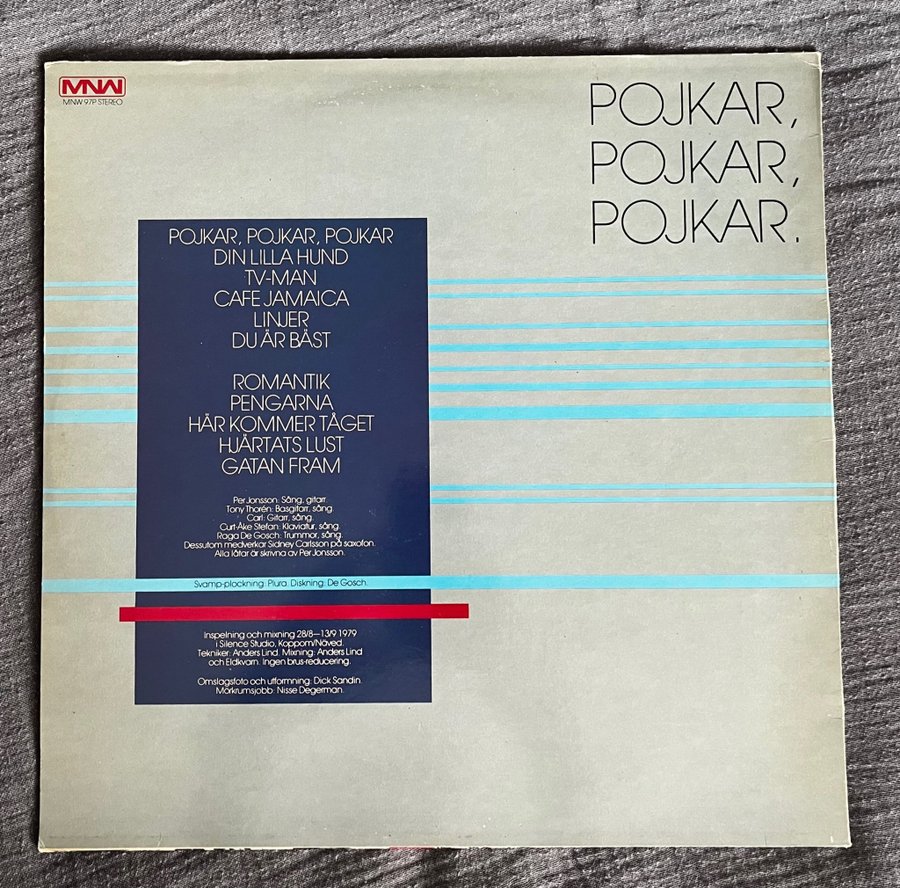 MNW
MNW 97P STEREO
POJKAR,
POJKAR,
POJKAR.
POJKAR, POJKAR, POJKAR
DIN LILLA HUND
TV-MAN
CAFE JAMAICA
LINJER
DU ÄR BÄST
ROMANTIK
PENGARNA
HÄR KOMMER TÅGET
HJÄRTATS LUST
GATAN FRAM
Per Jonsson: Sång, gitarr.
Tony Thorén: Basgitarr, sång.
Carl: Gitarr, sång.
Curt-Åke Stefan: Klaviatur, sång.
Raga De Gosch: Trummor, sång.
Dessutom medverkar Sidney Carlsson på saxofon.
Alla låtar är skrivna av Per Jonsson.
Svamp-plockning: Plura. Diskning: De Gosch.
Inspelning och mixning 28/8—13/9 1979
i Silence Studio, Koppom/Näved.
Tekniker: Anders Lind. Mixning: Anders Lind
och Eldkvarn. Ingen brus-reducering.
Omslagsfoto och utformning: Dick Sandin.
Mörkrumsjobb: Nisse Degerman.